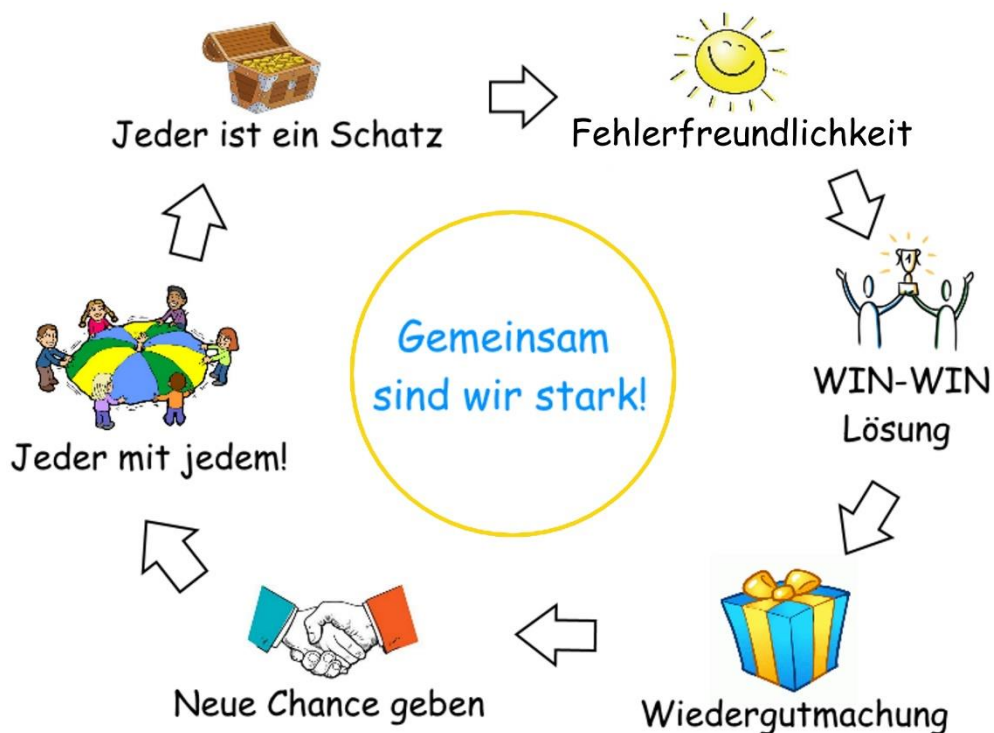 Jeder ist ein Schatz
Fehlerfreundlichkeit
1
WIN-WIN
Lösung
Wiedergutmachung
Neue Chance geben
Jeder mit jedem!
Gemeinsam
sind wir stark!